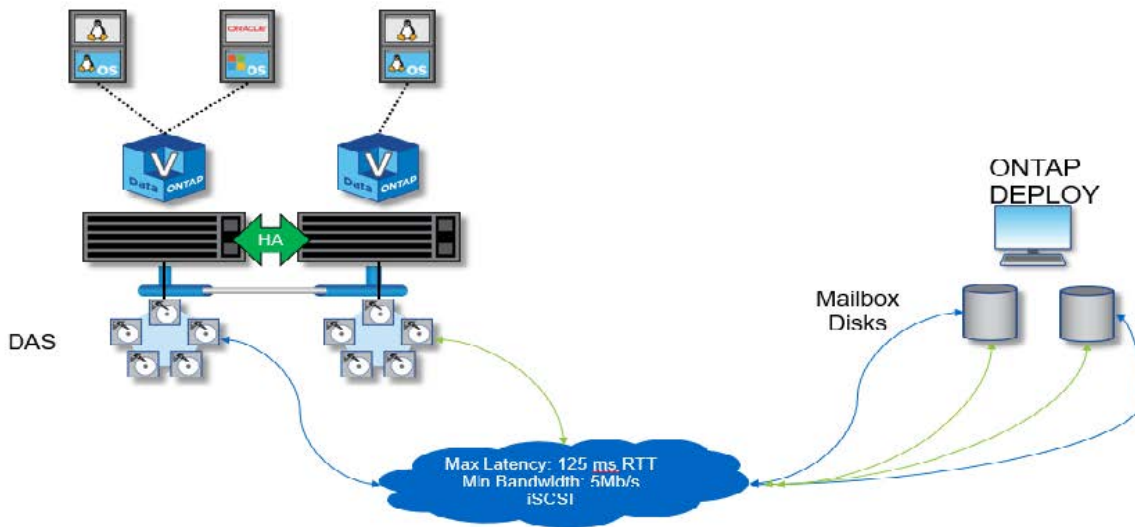 ORACLE
OS
OS
OS
V
Data ONTAP
V
Data ONTAP
HA
DAS
ONTAP
DEPLOY
Mailbox
Disks
Max Latency: 125 ms RTT
Min Bandwidth: 5Mb/s
iSCSI